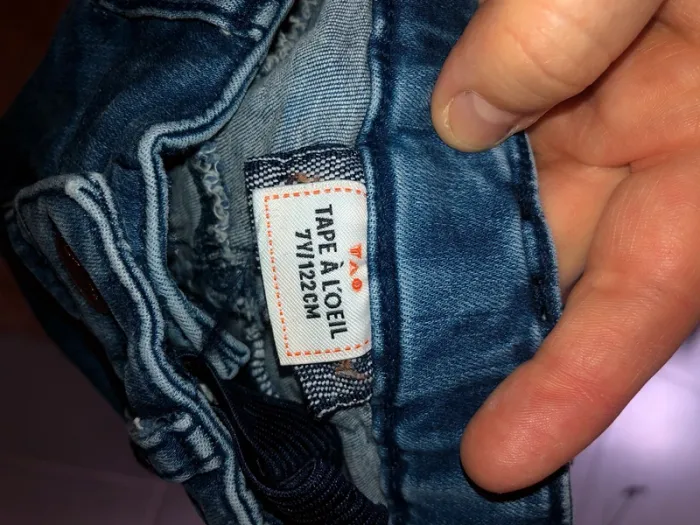 TAO
TAPE À L'OEIL
7Y/122CM